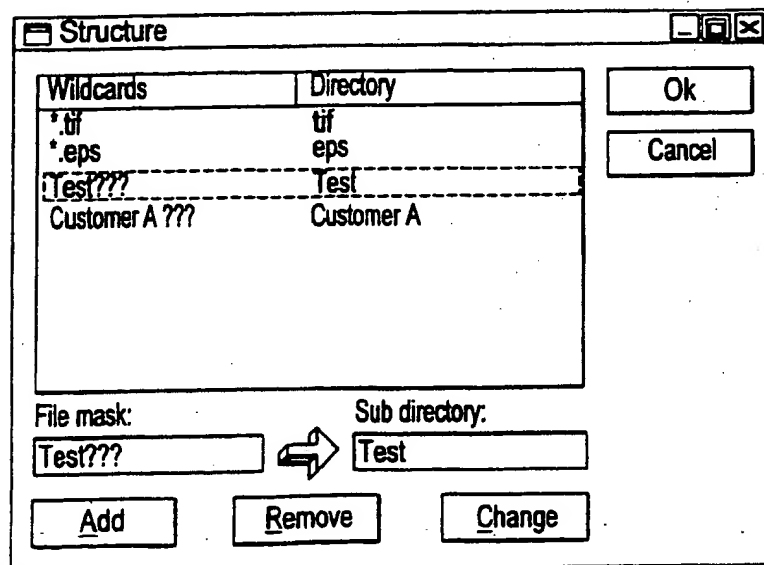 Structure
Wildcards Directory
*.tif tif
*.eps eps
Test??? Test
Customer A ??? Customer A
Ok
Cancel
File mask: Sub directory:
Test??? Test
Add Remove Change